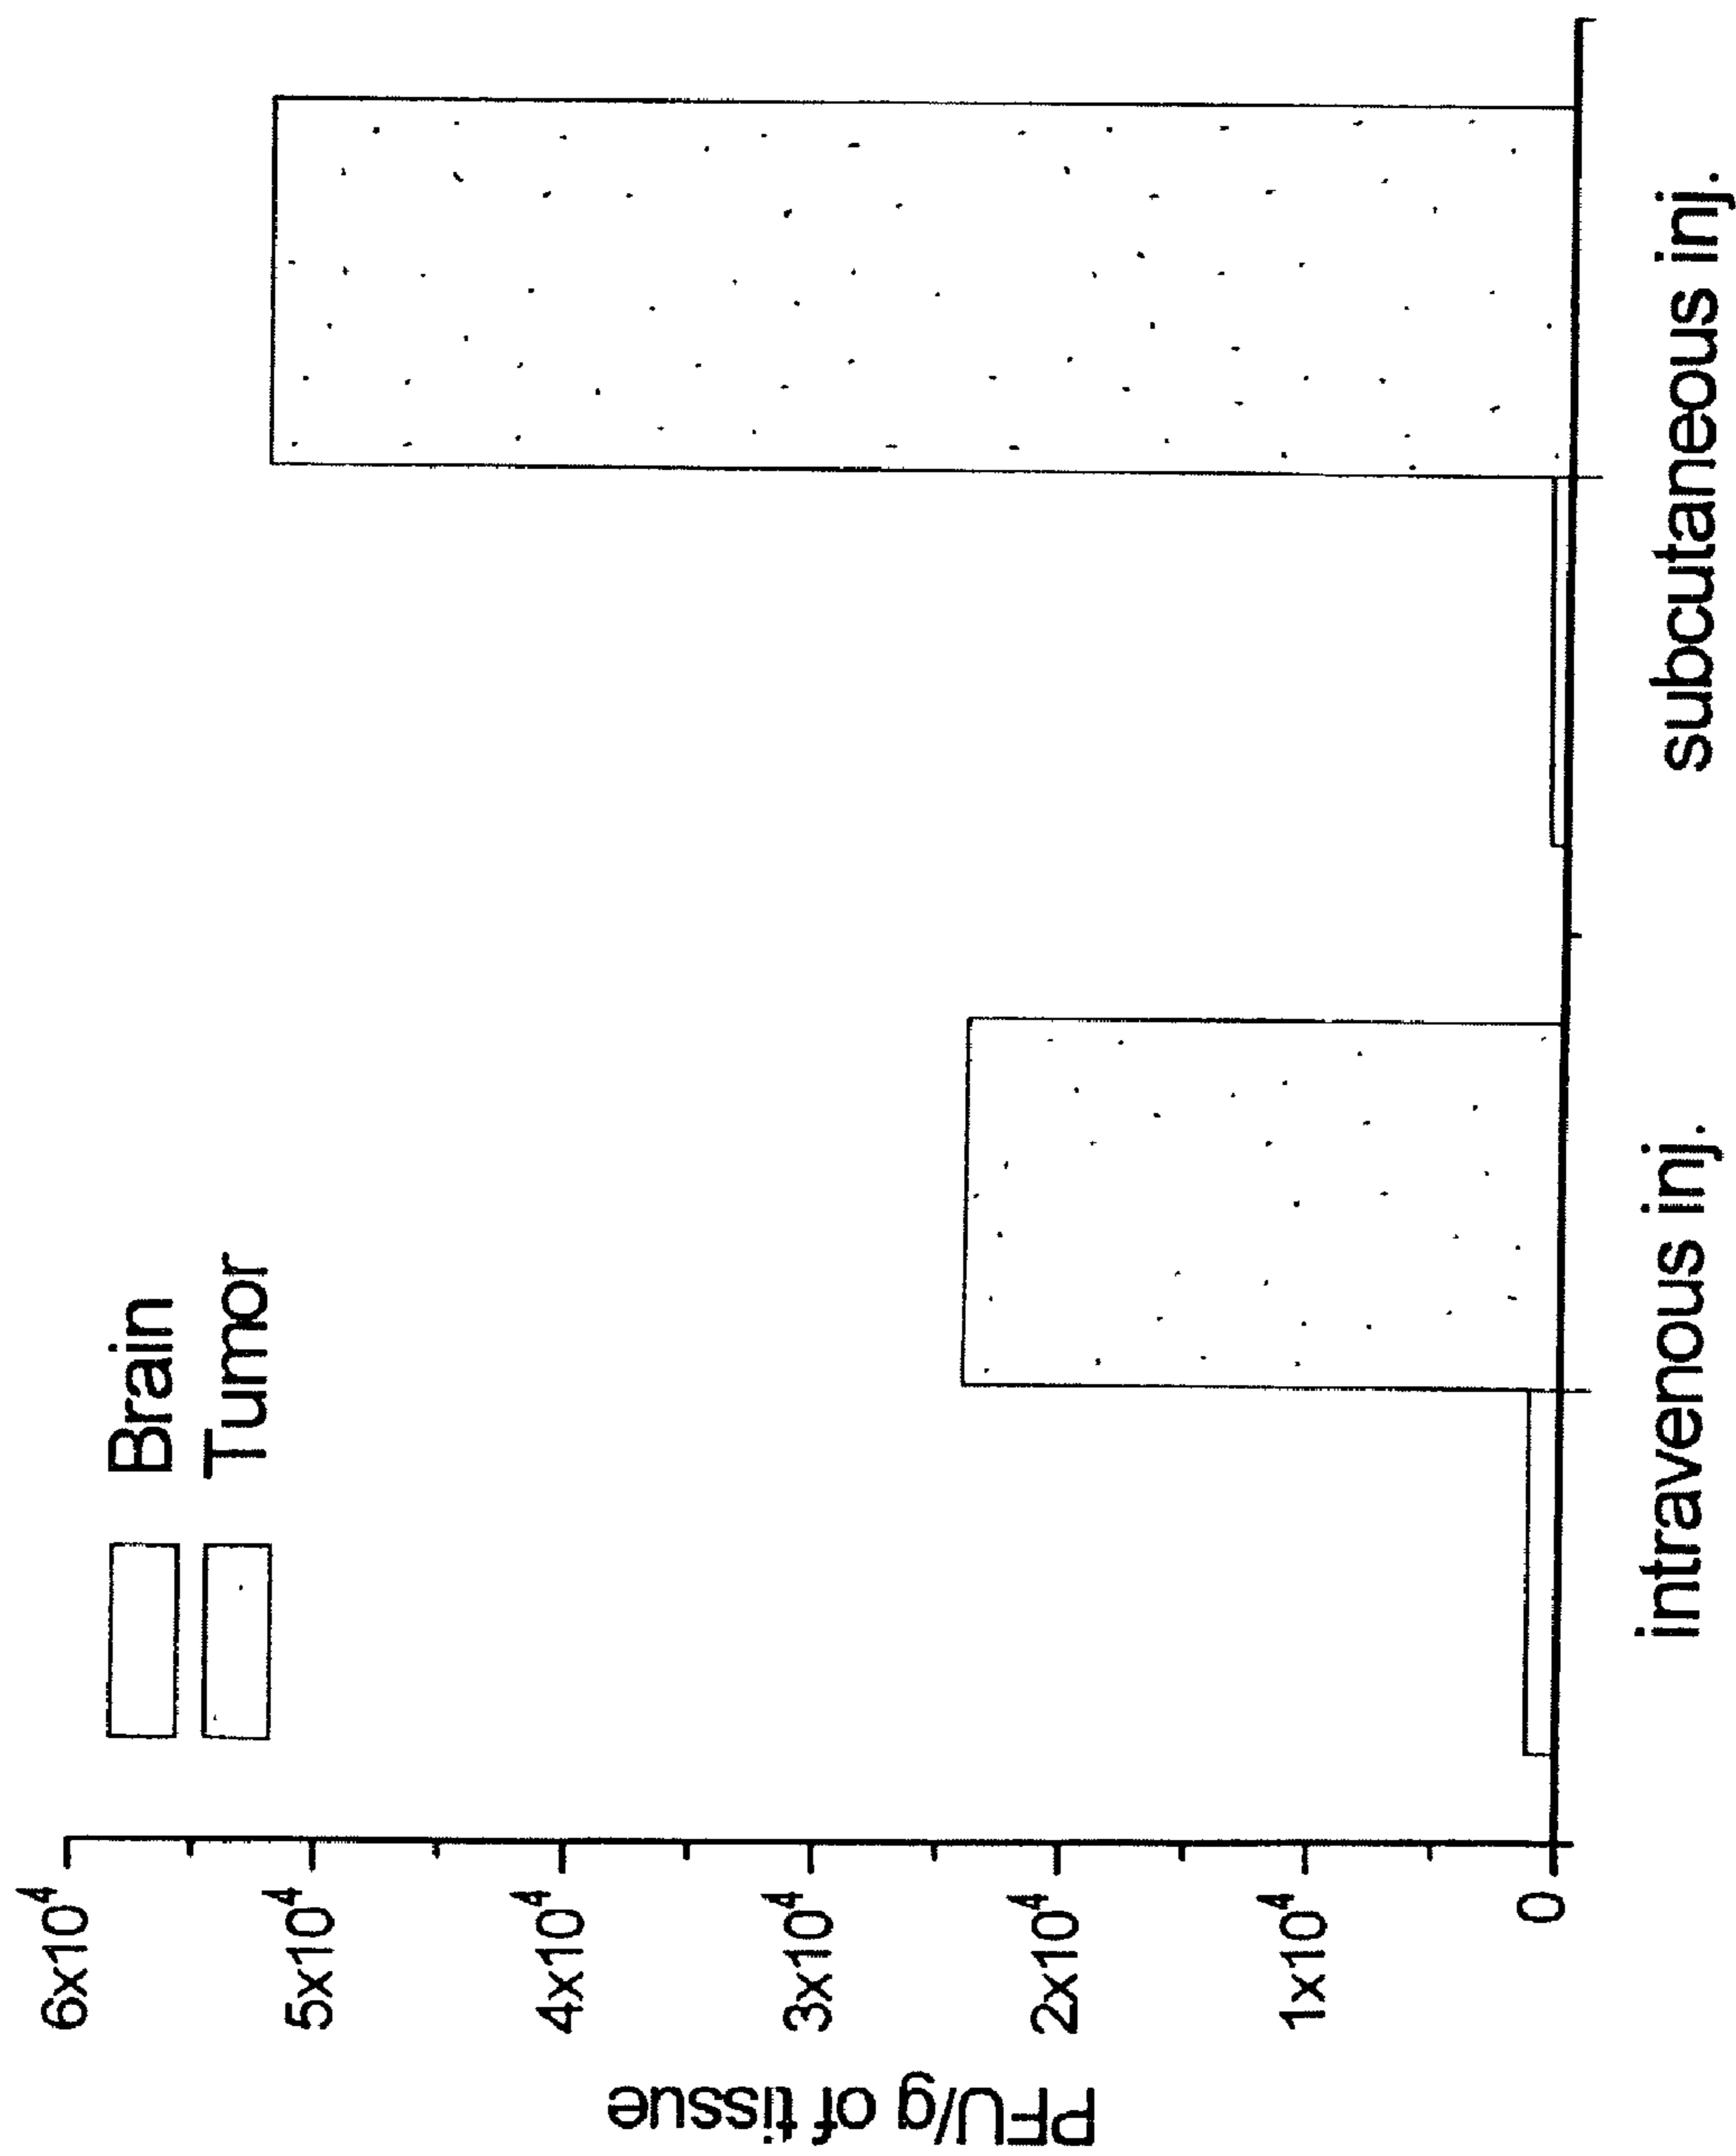 PFU/g of tissue
6x10⁴
5x10⁴
4x10⁴
3x10⁴
2x10⁴
1x10⁴
0
Brain
Tumor
intravenous inj.
subcutaneous inj.